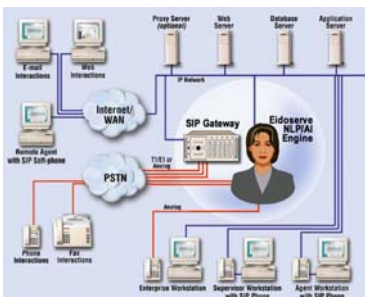 Proxy Server
(optional)
Web
Server
Database
Server
Application
Server
E-mail
Interactions
Web
Interactions
IP Network
Internet/
WAN
SIP Gateway
Eidoserve
NLP/AI
Engine
Remote Agent
with SIP Soft-phone
T1/E1 or
Analog
PSTN
Analog
Phone
Interactions
Fax
Interactions
Enterprise Workstation
Supervisor Workstation
with SIP Phone
Agent Workstation
with SIP Phone